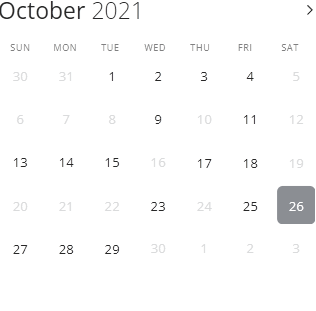 October 2021
SUN MON TUE WED THU FRI SAT
30 31 1 2 3 4 5
6 7 8 9 10 11 12
13 14 15 16 17 18 19
20 21 22 23 24 25 26
27 28 29 30 1 2 3